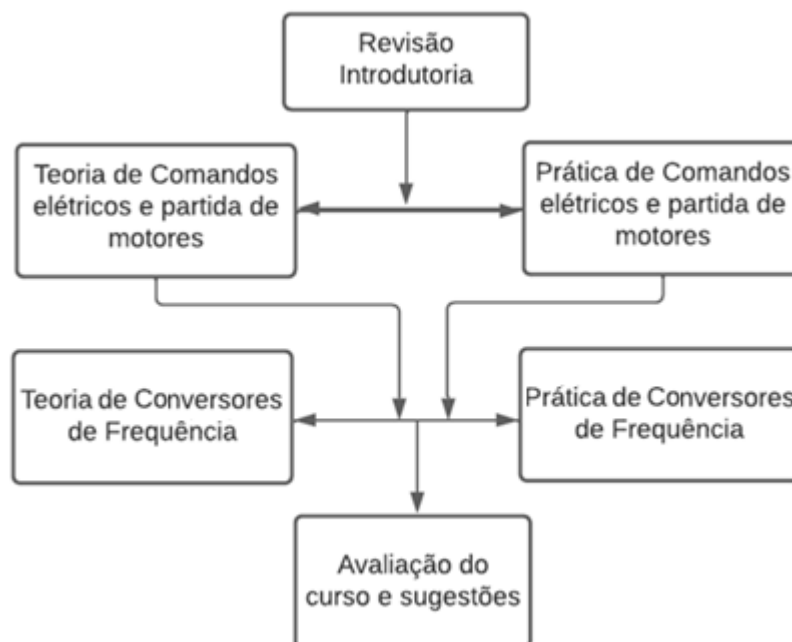 Revisão
Introdutoria
Teoria de Comandos
elétricos e partida de
motores
Prática de Comandos
elétricos e partida de
motores
Teoria de Conversores
de Frequência
Prática de Conversores
de Frequência
Avaliação do
curso e sugestões